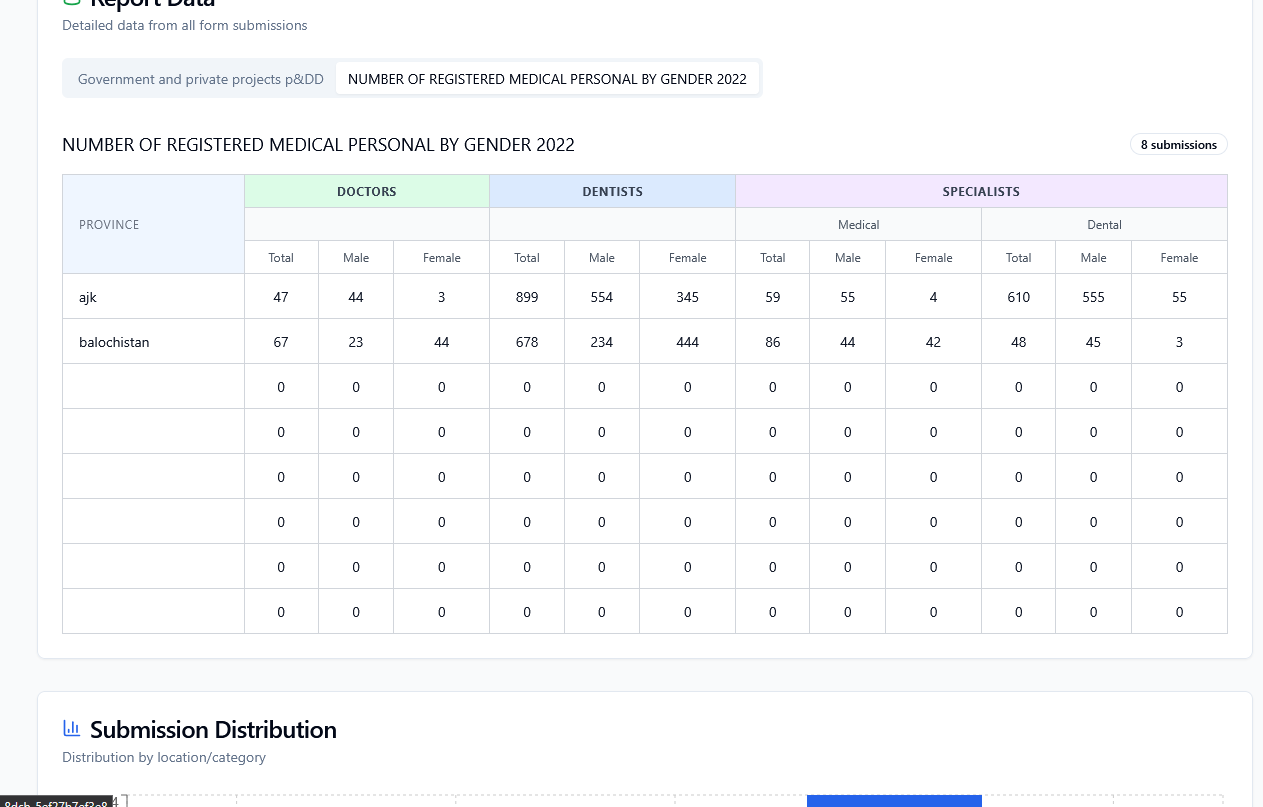 Report Data
Detailed data from all form submissions
Government and private projects p&DD NUMBER OF REGISTERED MEDICAL PERSONAL BY GENDER 2022
NUMBER OF REGISTERED MEDICAL PERSONAL BY GENDER 2022 8 submissions
DOCTORS DENTISTS SPECIALISTS
PROVINCE Medical Dental
Total Male Female Total Male Female Total Male Female Total Male Female
ajk 47 44 3 899 554 345 59 55 4 610 555 55
balochistan 67 23 44 678 234 444 86 44 42 48 45 3
0 0 0 0 0 0 0 0 0 0 0 0
0 0 0 0 0 0 0 0 0 0 0 0
0 0 0 0 0 0 0 0 0 0 0 0
0 0 0 0 0 0 0 0 0 0 0 0
0 0 0 0 0 0 0 0 0 0 0 0
0 0 0 0 0 0 0 0 0 0 0 0
Submission Distribution
Distribution by location/category